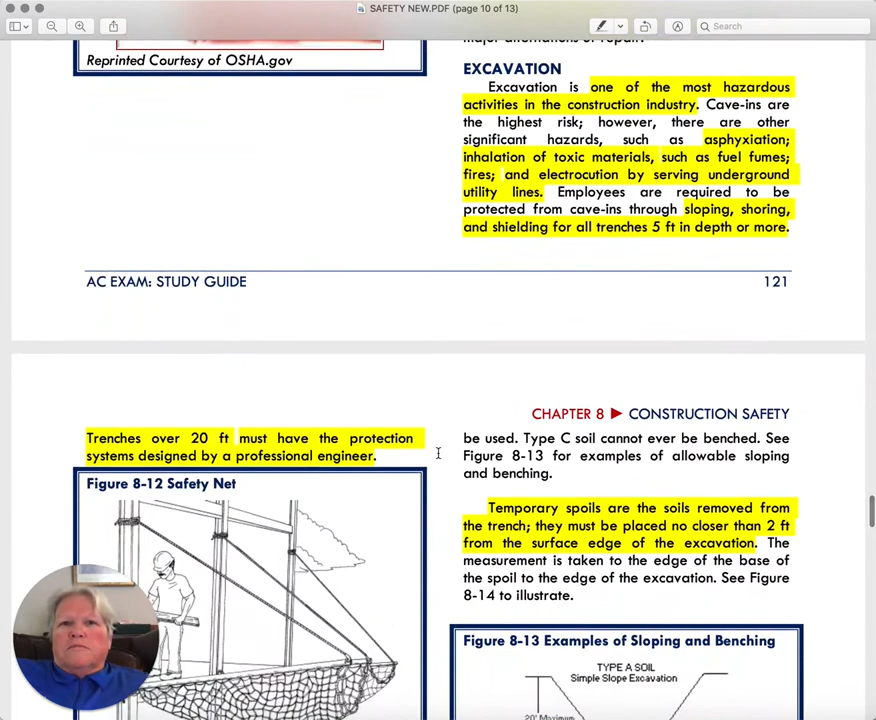 SAFETY NEW.PDF (page 10 of 13)
Search
Reprinted Courtesy of OSHA.gov
major alternations or repair.
EXCAVATION
Excavation is one of the most hazardous
activities in the construction industry. Cave-ins are
the highest risk; however, there are other
significant hazards, such as asphyxiation;
inhalation of toxic materials, such as fuel fumes;
fires; and electrocution by serving underground
utility lines. Employees are required to be
protected from cave-ins through sloping, shoring,
and shielding for all trenches 5 ft in depth or more.
AC EXAM: STUDY GUIDE
121
CHAPTER 8 ▶ CONSTRUCTION SAFETY
Trenches over 20 ft must have the protection
systems designed by a professional engineer.
Figure 8-12 Safety Net
be used. Type C soil cannot ever be benched. See
Figure 8-13 for examples of allowable sloping
and benching.
Temporary spoils are the soils removed from
the trench; they must be placed no closer than 2 ft
from the surface edge of the excavation. The
measurement is taken to the edge of the base of
the spoil to the edge of the excavation. See Figure
8-14 to illustrate.
Figure 8-13 Examples of Sloping and Benching
TYPE A SOIL
Simple Slope Excavation
20' Maximum